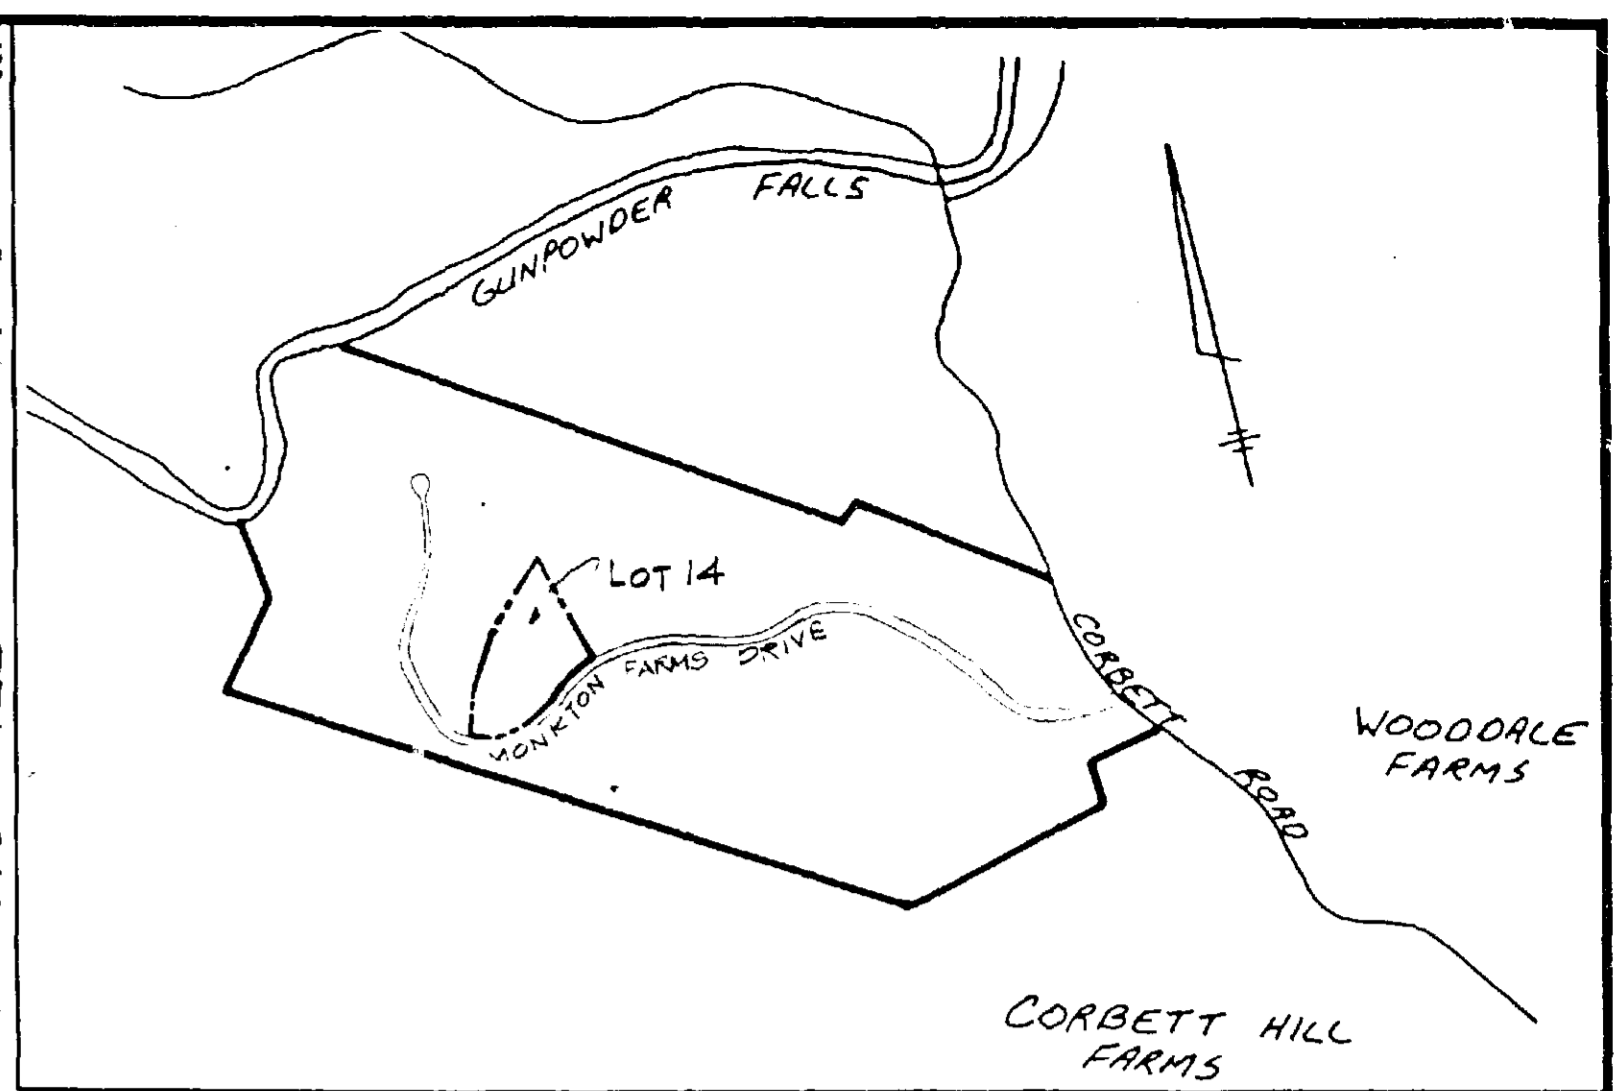 GUNPOWDER FALLS
LOT 14
MONKTON FARMS DRIVE
CORBETT ROAD
WOODDALE
FARMS
CORBETT HILL
FARMS